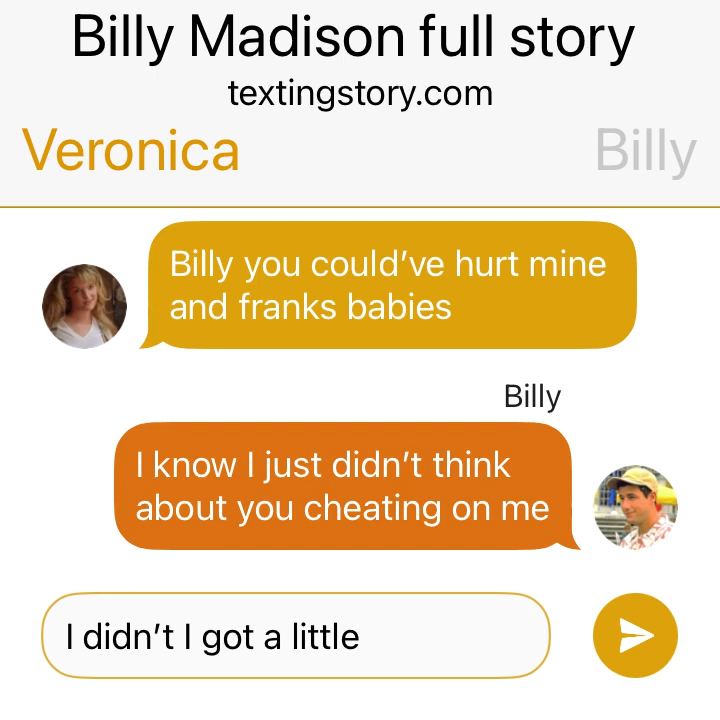 Billy Madison full story
textingstory.com
Veronica
Billy
Billy you could’ve hurt mine
and franks babies
Billy
I know I just didn’t think
about you cheating on me
I didn’t I got a little